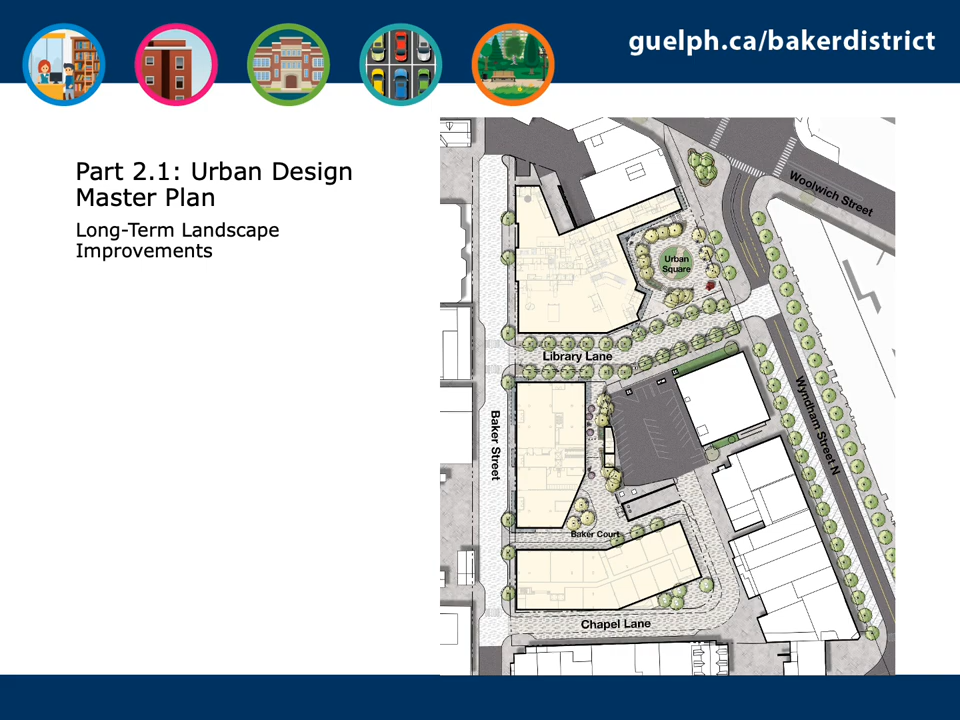 guelph.ca/bakerdistrict
Part 2.1: Urban Design
Master Plan
Long-Term Landscape
Improvements
Woolwich Street
Urban
Square
Library Lane
Wyndham Street N
Baker Street
Baker Court
Chapel Lane